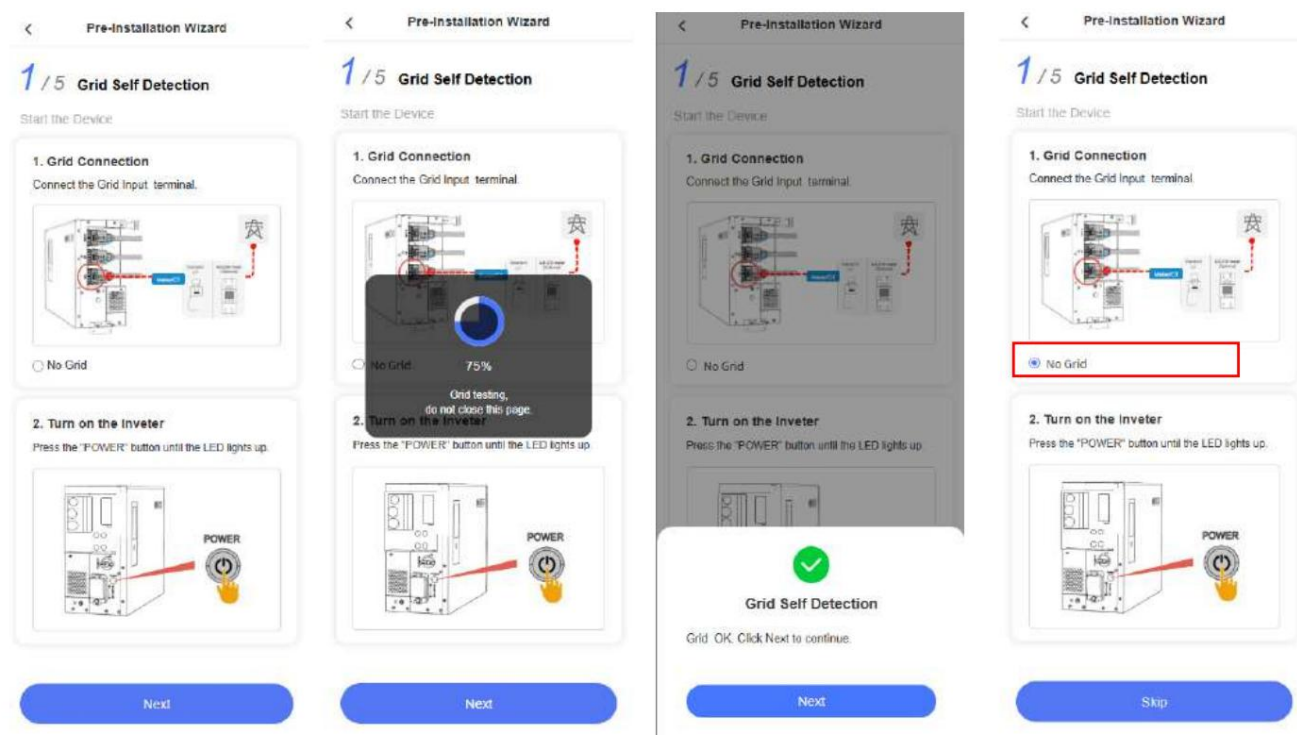 Pre-Installation Wizard
1 / 5 Grid Self Detection
Start the Device
1. Grid Connection
Connect the Grid Input terminal.
No Grid
2. Turn on the Inveter
Press the "POWER" button until the LED lights up.
POWER
Next
Pre-Installation Wizard
1 / 5 Grid Self Detection
Start the Device
1. Grid Connection
Connect the Grid Input terminal.
No Grid
75%
Grid testing,
do not close this page.
2. Turn on the Inveter
Press the "POWER" button until the LED lights up.
POWER
Next
Pre-Installation Wizard
1 / 5 Grid Self Detection
Start the Device
1. Grid Connection
Connect the Grid Input terminal.
No Grid
2. Turn on the Inveter
Press the "POWER" button until the LED lights up.
Grid Self Detection
Grid OK. Click Next to continue.
Next
Pre-Installation Wizard
1 / 5 Grid Self Detection
Start the Device
1. Grid Connection
Connect the Grid Input terminal.
No Grid
2. Turn on the Inveter
Press the "POWER" button until the LED lights up.
POWER
Skip